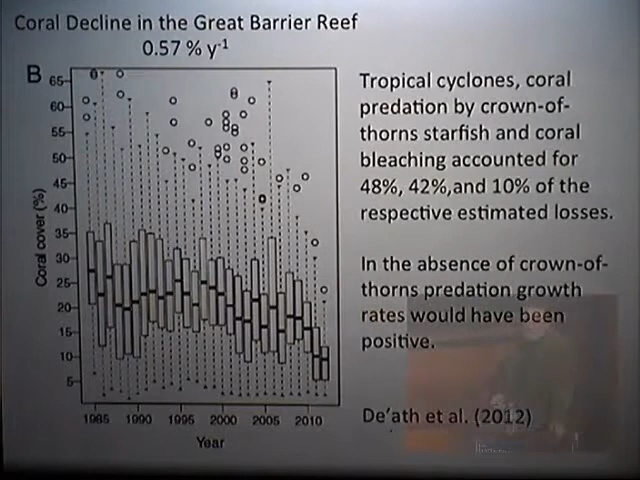 Coral Decline in the Great Barrier Reef
0.57 % y-1
B
65
60
55
50
45
40
35
30
25
20
15
10
5
Coral cover (%)
1985 1990 1995 2000 2005 2010
Year
Tropical cyclones, coral
predation by crown-of-
thorns starfish and coral
bleaching accounted for
48%, 42%,and 10% of the
respective estimated losses.
In the absence of crown-of-
thorns predation growth
rates would have been
positive.
De’ath et al. (2012)